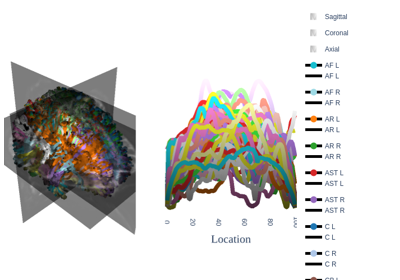 Sagittal
Coronal
Axial
AF L
AF L
AF R
AF R
AR L
AR L
AR R
AR R
AST L
AST L
AST R
AST R
C L
C L
C R
C R
0
20
40
60
80
Location